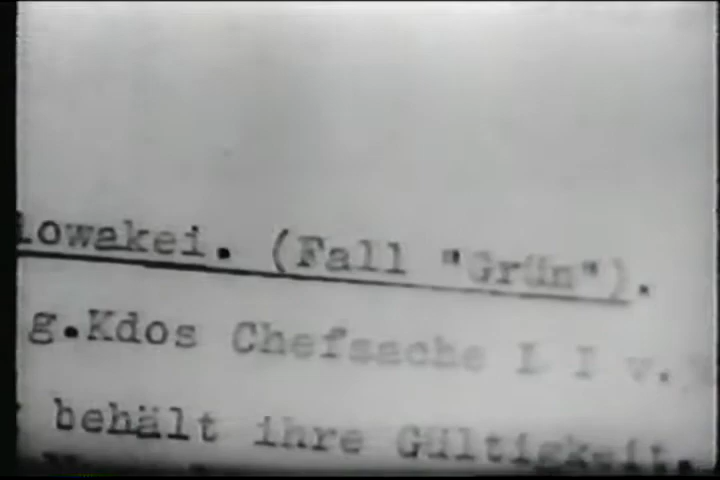 lowakei. (Fall "Grün").
g.Kdos Chefsache L I v.
behält ihre Gültigkeit.